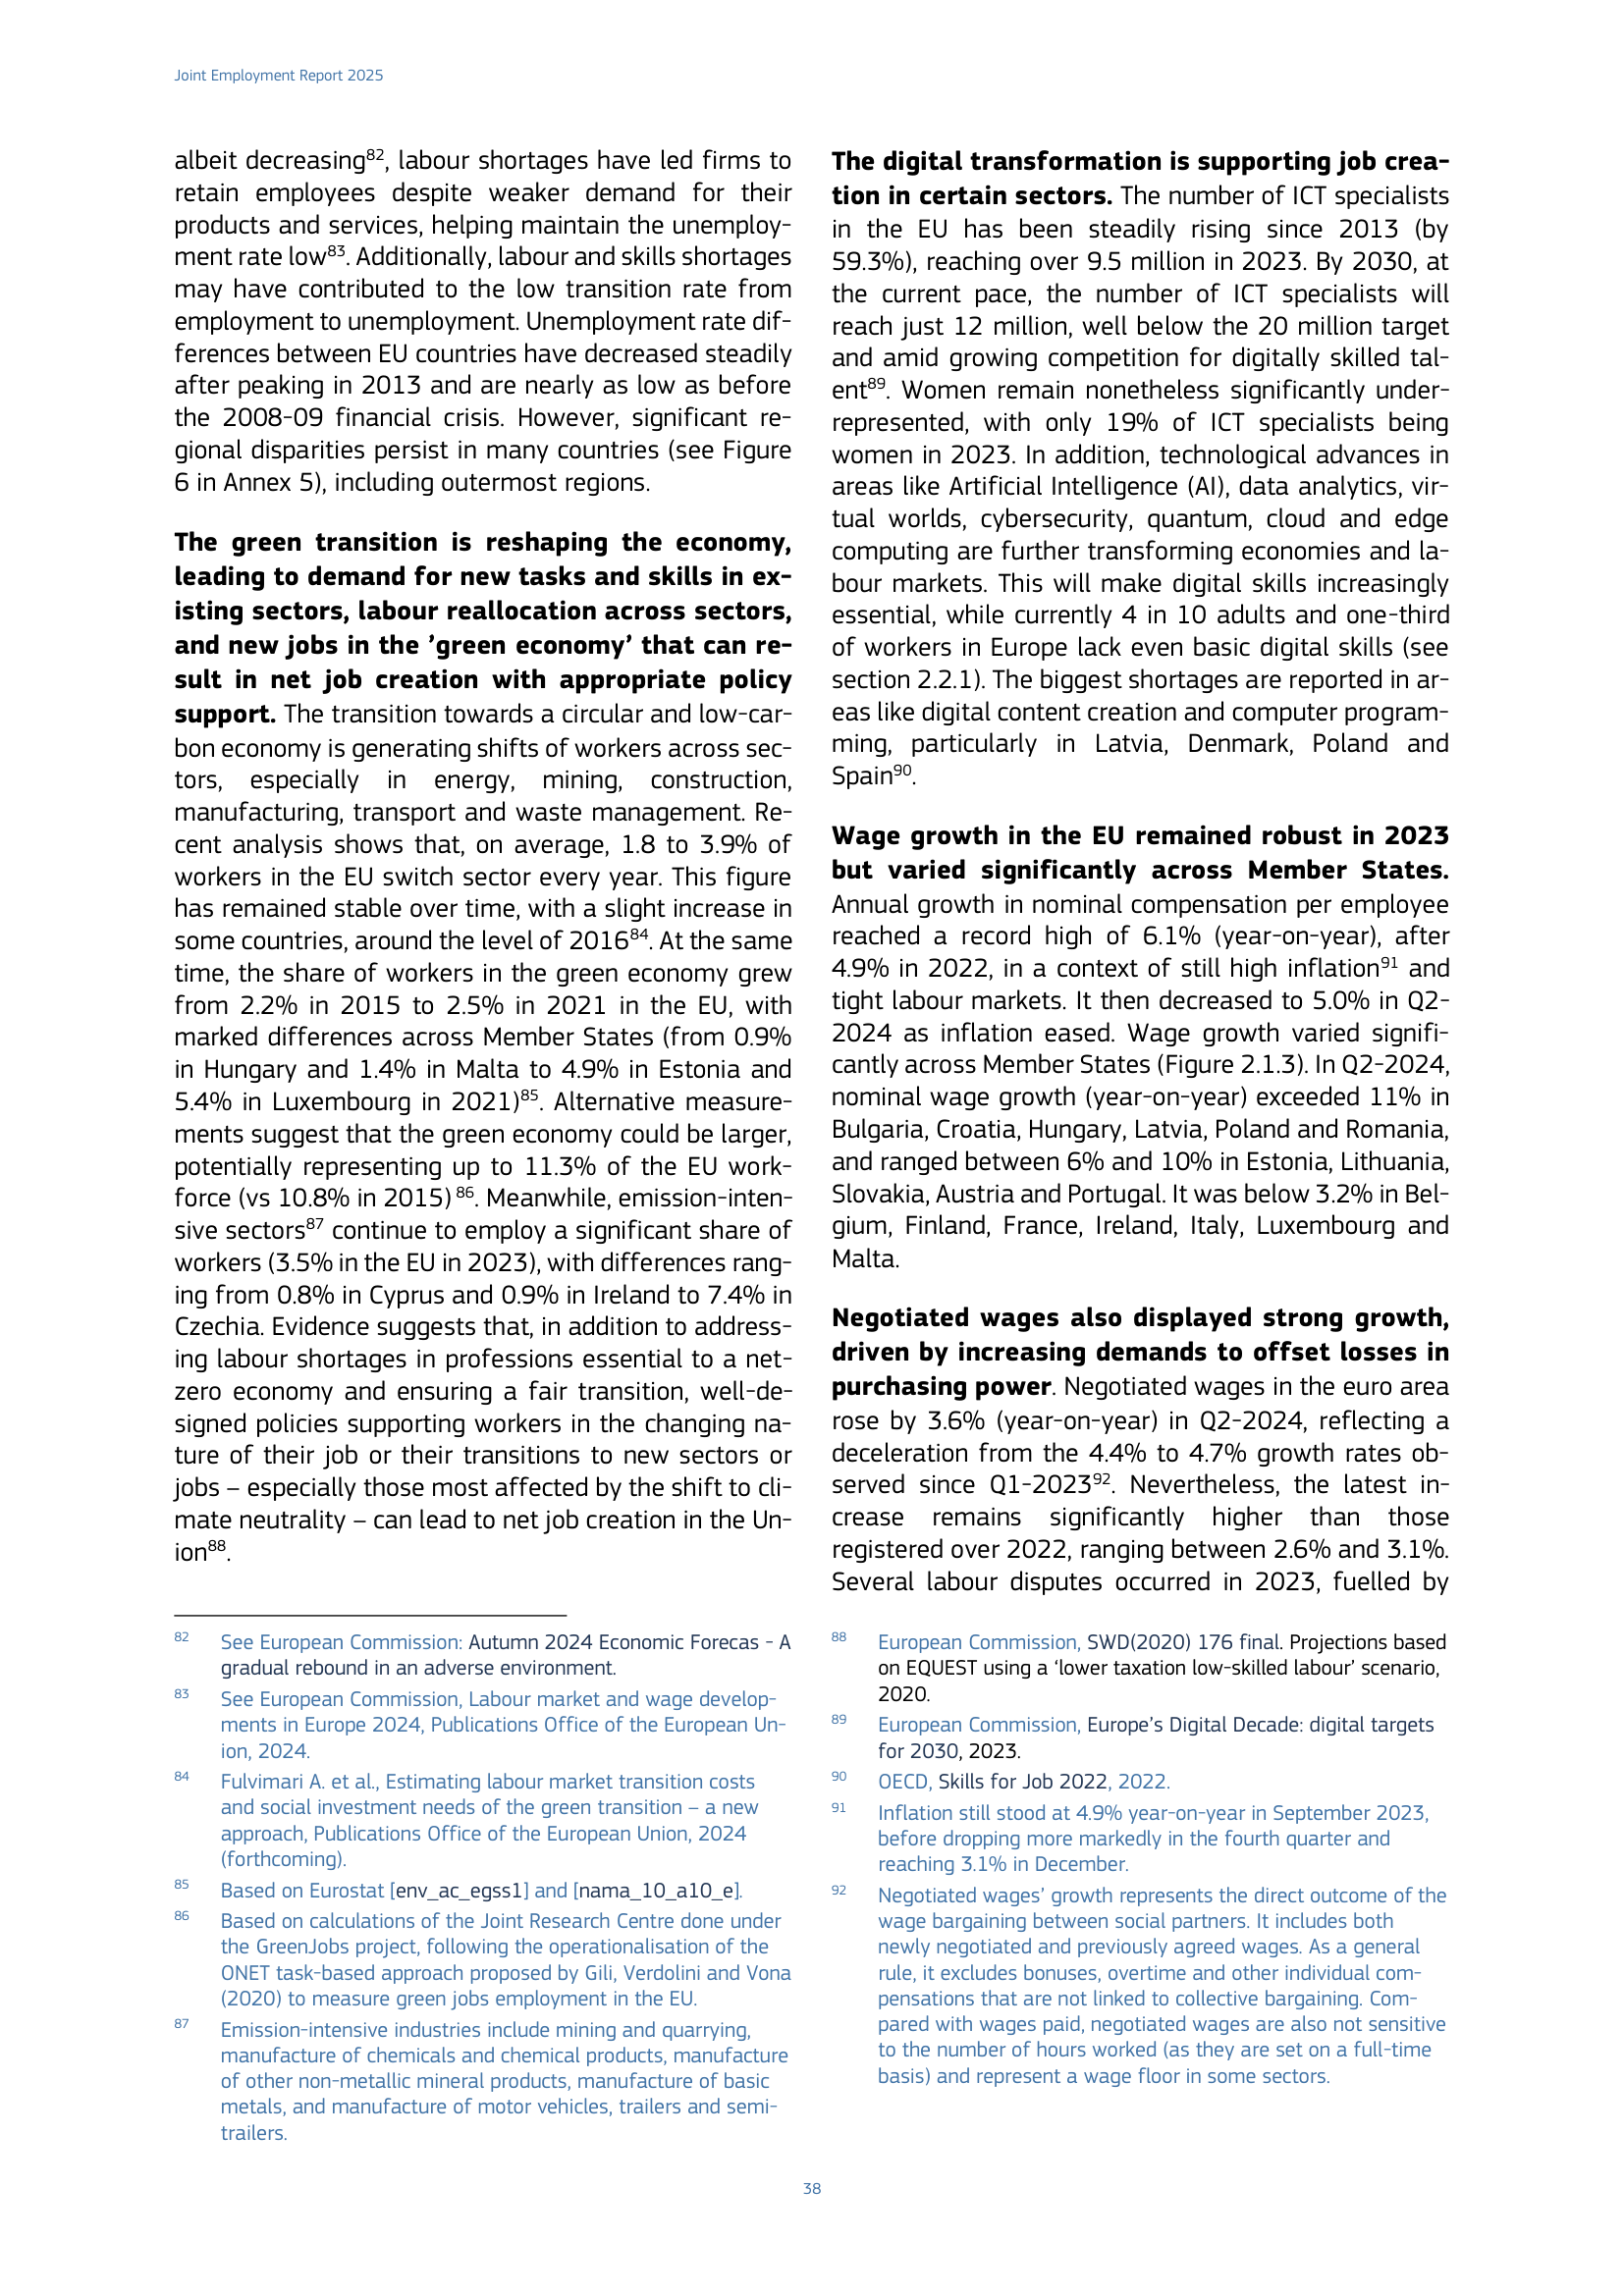 Joint Employment Report 2025
albeit decreasing82, labour shortages have led firms to
retain employees despite weaker demand for their
products and services, helping maintain the unemploy-
ment rate low83. Additionally, labour and skills shortages
may have contributed to the low transition rate from
employment to unemployment. Unemployment rate dif-
ferences between EU countries have decreased steadily
after peaking in 2013 and are nearly as low as before
the 2008-09 financial crisis. However, significant re-
gional disparities persist in many countries (see Figure
6 in Annex 5), including outermost regions.
The green transition is reshaping the economy,
leading to demand for new tasks and skills in ex-
isting sectors, labour reallocation across sectors,
and new jobs in the 'green economy' that can re-
sult in net job creation with appropriate policy
support. The transition towards a circular and low-car-
bon economy is generating shifts of workers across sec-
tors, especially in energy, mining, construction,
manufacturing, transport and waste management. Re-
cent analysis shows that, on average, 1.8 to 3.9% of
workers in the EU switch sector every year. This figure
has remained stable over time, with a slight increase in
some countries, around the level of 201684. At the same
time, the share of workers in the green economy grew
from 2.2% in 2015 to 2.5% in 2021 in the EU, with
marked differences across Member States (from 0.9%
in Hungary and 1.4% in Malta to 4.9% in Estonia and
5.4% in Luxembourg in 2021)85. Alternative measure-
ments suggest that the green economy could be larger,
potentially representing up to 11.3% of the EU work-
force (vs 10.8% in 2015) 86. Meanwhile, emission-inten-
sive sectors87 continue to employ a significant share of
workers (3.5% in the EU in 2023), with differences rang-
ing from 0.8% in Cyprus and 0.9% in Ireland to 7.4% in
Czechia. Evidence suggests that, in addition to address-
ing labour shortages in professions essential to a net-
zero economy and ensuring a fair transition, well-de-
signed policies supporting workers in the changing na-
ture of their job or their transitions to new sectors or
jobs – especially those most affected by the shift to cli-
mate neutrality – can lead to net job creation in the Un-
ion88.
The digital transformation is supporting job crea-
tion in certain sectors. The number of ICT specialists
in the EU has been steadily rising since 2013 (by
59.3%), reaching over 9.5 million in 2023. By 2030, at
the current pace, the number of ICT specialists will
reach just 12 million, well below the 20 million target
and amid growing competition for digitally skilled tal-
ent89. Women remain nonetheless significantly under-
represented, with only 19% of ICT specialists being
women in 2023. In addition, technological advances in
areas like Artificial Intelligence (AI), data analytics, vir-
tual worlds, cybersecurity, quantum, cloud and edge
computing are further transforming economies and la-
bour markets. This will make digital skills increasingly
essential, while currently 4 in 10 adults and one-third
of workers in Europe lack even basic digital skills (see
section 2.2.1). The biggest shortages are reported in ar-
eas like digital content creation and computer program-
ming, particularly in Latvia, Denmark, Poland and
Spain90.
Wage growth in the EU remained robust in 2023
but varied significantly across Member States.
Annual growth in nominal compensation per employee
reached a record high of 6.1% (year-on-year), after
4.9% in 2022, in a context of still high inflation91 and
tight labour markets. It then decreased to 5.0% in Q2-
2024 as inflation eased. Wage growth varied signifi-
cantly across Member States (Figure 2.1.3). In Q2-2024,
nominal wage growth (year-on-year) exceeded 11% in
Bulgaria, Croatia, Hungary, Latvia, Poland and Romania,
and ranged between 6% and 10% in Estonia, Lithuania,
Slovakia, Austria and Portugal. It was below 3.2% in Bel-
gium, Finland, France, Ireland, Italy, Luxembourg and
Malta.
Negotiated wages also displayed strong growth,
driven by increasing demands to offset losses in
purchasing power. Negotiated wages in the euro area
rose by 3.6% (year-on-year) in Q2-2024, reflecting a
deceleration from the 4.4% to 4.7% growth rates ob-
served since Q1-202392. Nevertheless, the latest in-
crease remains significantly higher than those
registered over 2022, ranging between 2.6% and 3.1%.
Several labour disputes occurred in 2023, fuelled by
82 See European Commission: Autumn 2024 Economic Forecas - A
gradual rebound in an adverse environment.
83 See European Commission, Labour market and wage develop-
ments in Europe 2024, Publications Office of the European Un-
ion, 2024.
84 Fulvimari A. et al., Estimating labour market transition costs
and social investment needs of the green transition – a new
approach, Publications Office of the European Union, 2024
(forthcoming).
85 Based on Eurostat [env_ac_egss1] and [nama_10_a10_e].
86 Based on calculations of the Joint Research Centre done under
the GreenJobs project, following the operationalisation of the
ONET task-based approach proposed by Gili, Verdolini and Vona
(2020) to measure green jobs employment in the EU.
87 Emission-intensive industries include mining and quarrying,
manufacture of chemicals and chemical products, manufacture
of other non-metallic mineral products, manufacture of basic
metals, and manufacture of motor vehicles, trailers and semi-
trailers.
88 European Commission, SWD(2020) 176 final. Projections based
on EQUEST using a ‘lower taxation low-skilled labour’ scenario,
2020.
89 European Commission, Europe’s Digital Decade: digital targets
for 2030, 2023.
90 OECD, Skills for Job 2022, 2022.
91 Inflation still stood at 4.9% year-on-year in September 2023,
before dropping more markedly in the fourth quarter and
reaching 3.1% in December.
92 Negotiated wages’ growth represents the direct outcome of the
wage bargaining between social partners. It includes both
newly negotiated and previously agreed wages. As a general
rule, it excludes bonuses, overtime and other individual com-
pensations that are not linked to collective bargaining. Com-
pared with wages paid, negotiated wages are also not sensitive
to the number of hours worked (as they are set on a full-time
basis) and represent a wage floor in some sectors.
38